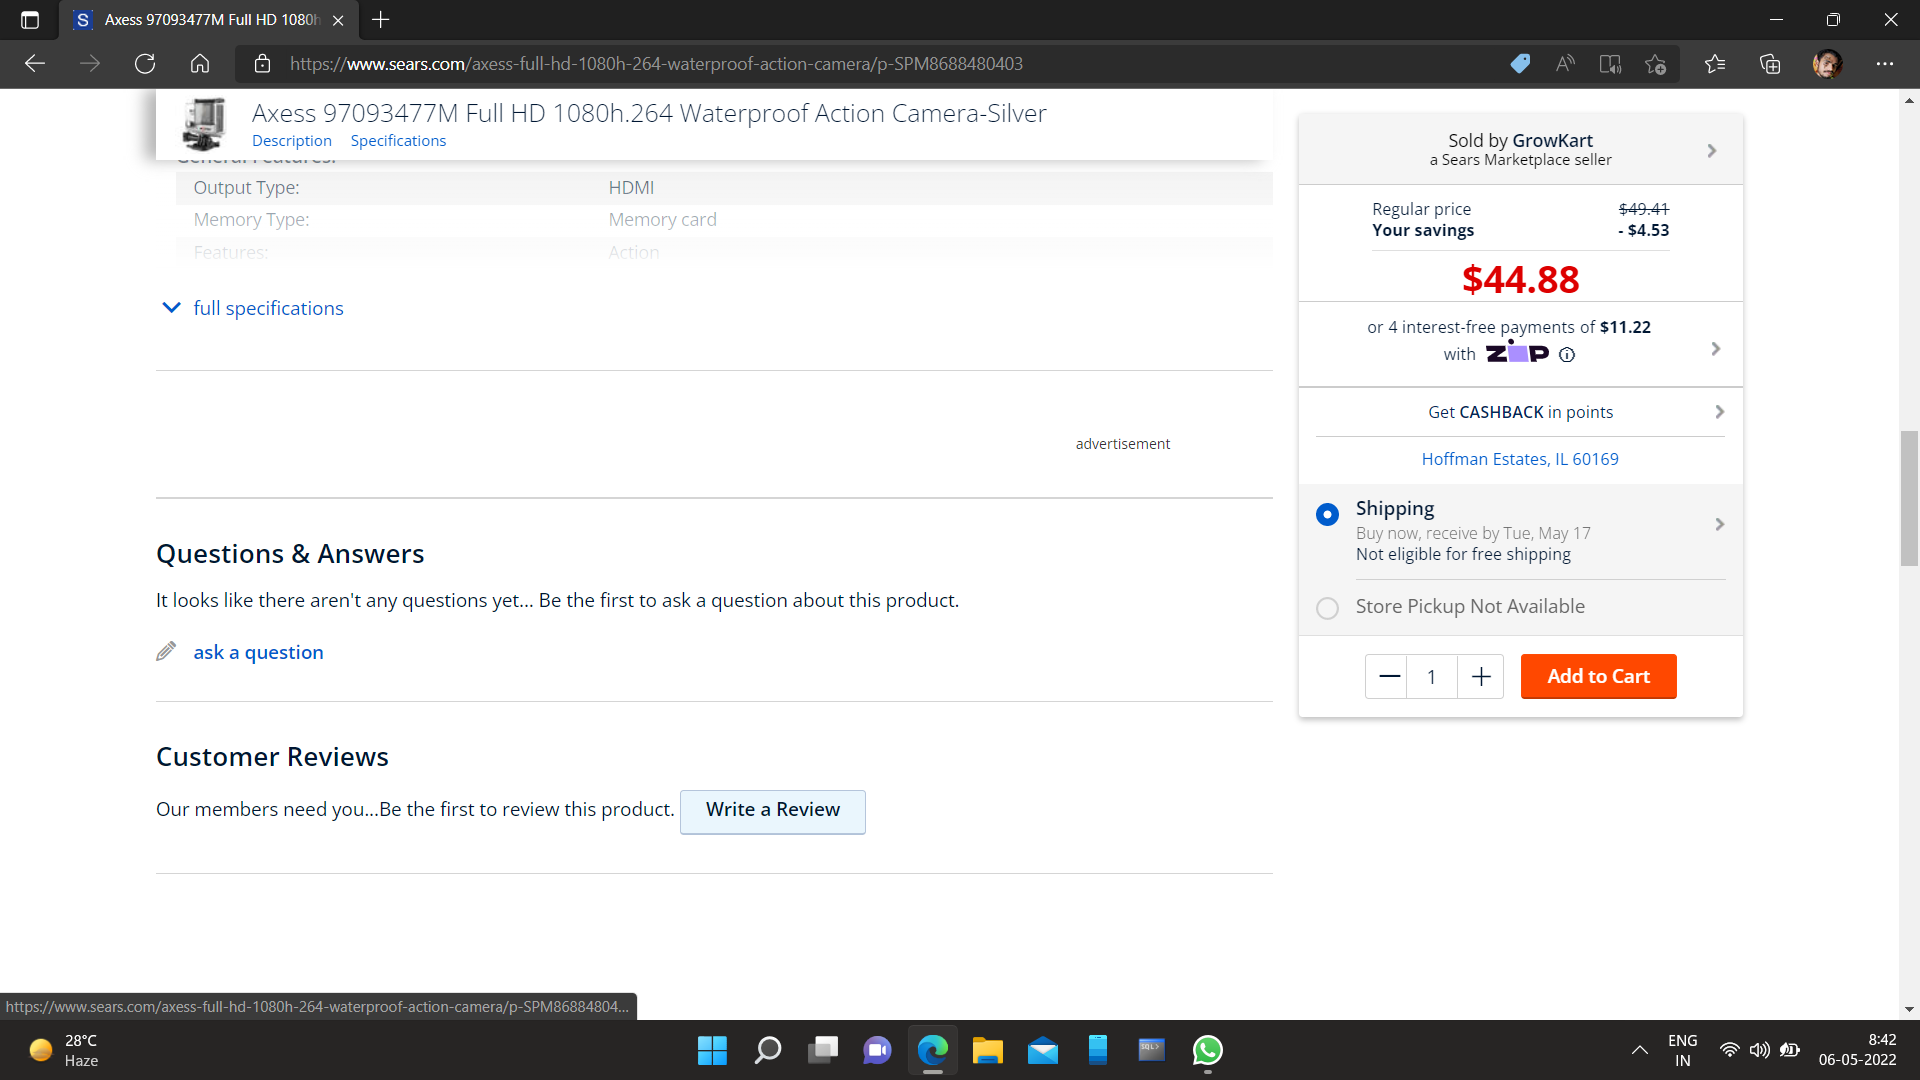 Axess 97093477M Full HD 1080h
https://www.sears.com/axess-full-hd-1080h-264-waterproof-action-camera/p-SPM8688480403
Axess 97093477M Full HD 1080h.264 Waterproof Action Camera-Silver
Description Specifications
General Features:
Output Type: HDMI
Memory Type: Memory card
Features: Action
full specifications
advertisement
Questions & Answers
It looks like there aren't any questions yet... Be the first to ask a question about this product.
ask a question
Customer Reviews
Our members need you...Be the first to review this product. Write a Review
Sold by GrowKart
a Sears Marketplace seller
Regular price $49.41
Your savings - $4.53
$44.88
or 4 interest-free payments of $11.22
with ZIP
Get CASHBACK in points
Hoffman Estates, IL 60169
Shipping
Buy now, receive by Tue, May 17
Not eligible for free shipping
Store Pickup Not Available
1 Add to Cart
https://www.sears.com/axess-full-hd-1080h-264-waterproof-action-camera/p-SPM86884804...
28°C
Haze
SQL>
ENG
IN
8:42
06-05-2022